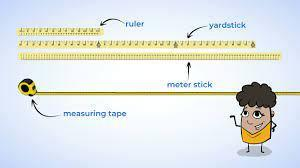 ruler
yardstick
meter stick
measuring tape